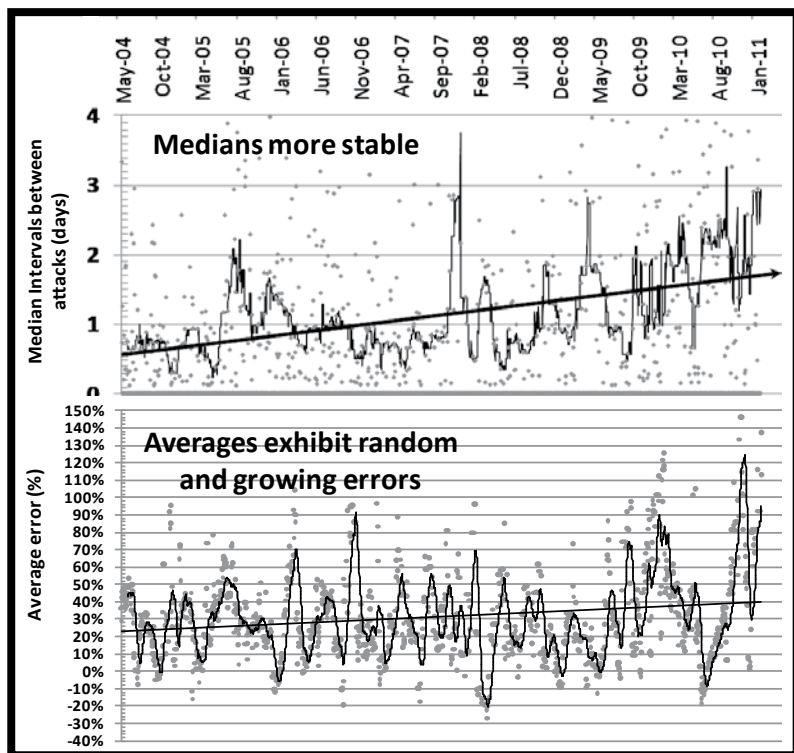 May-04
Oct-04
Mar-05
Aug-05
Jan-06
Jun-06
Nov-06
Apr-07
Sep-07
Feb-08
Jul-08
Dec-08
May-09
Oct-09
Mar-10
Aug-10
Jan-11
Median Intervals between
attacks (days)
4
3
2
1
0
Medians more stable
Average error (%)
150%
140%
130%
120%
110%
100%
90%
80%
70%
60%
50%
40%
30%
20%
10%
0%
-10%
-20%
-30%
-40%
Averages exhibit random
and growing errors